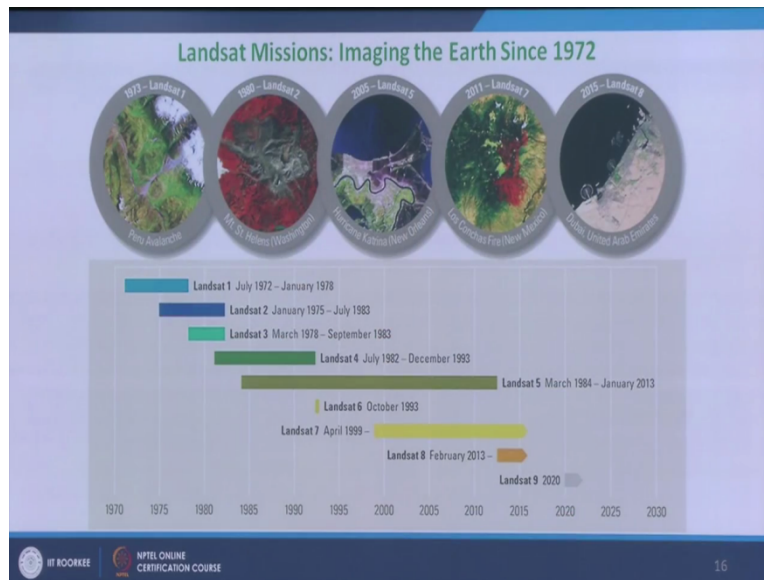 Landsat Missions: Imaging the Earth Since 1972
1973 – Landsat 1
1980 – Landsat 2
2005 – Landsat 5
2011 – Landsat 7
2015 – Landsat 8
Peru Avalanche
Mt. St. Helens (Washington)
Hurricane Katrina (New Orleans)
Los Conchas Fire (New Mexico)
Dubai, United Arab Emirates
Landsat 1 July 1972 – January 1978
Landsat 2 January 1975 – July 1983
Landsat 3 March 1978 – September 1983
Landsat 4 July 1982 – December 1993
Landsat 5 March 1984 – January 2013
Landsat 6 October 1993
Landsat 7 April 1999 –
Landsat 8 February 2013 –
Landsat 9 2020
1970 1975 1980 1985 1990 1995 2000 2005 2010 2015 2020 2025 2030
IIT ROORKEE
NPTEL ONLINE
CERTIFICATION COURSE
16